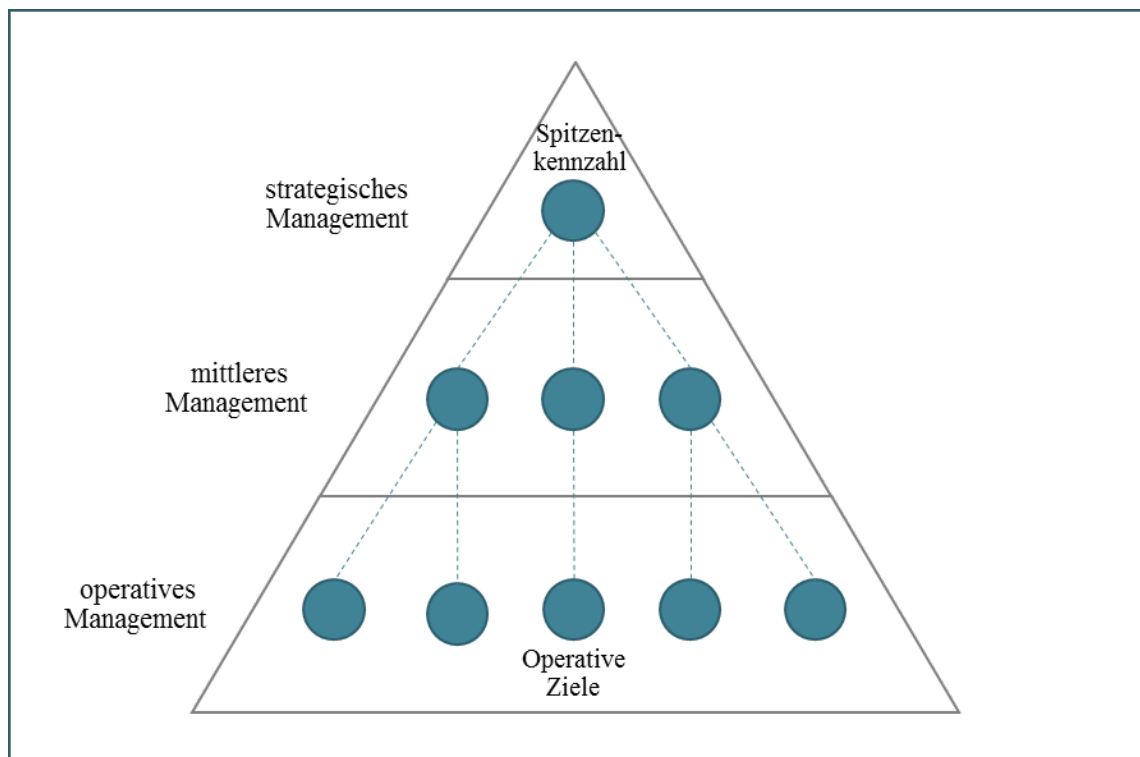 Spitzen-
kennzahl
strategisches
Management
mittleres
Management
operatives
Management
Operative
Ziele